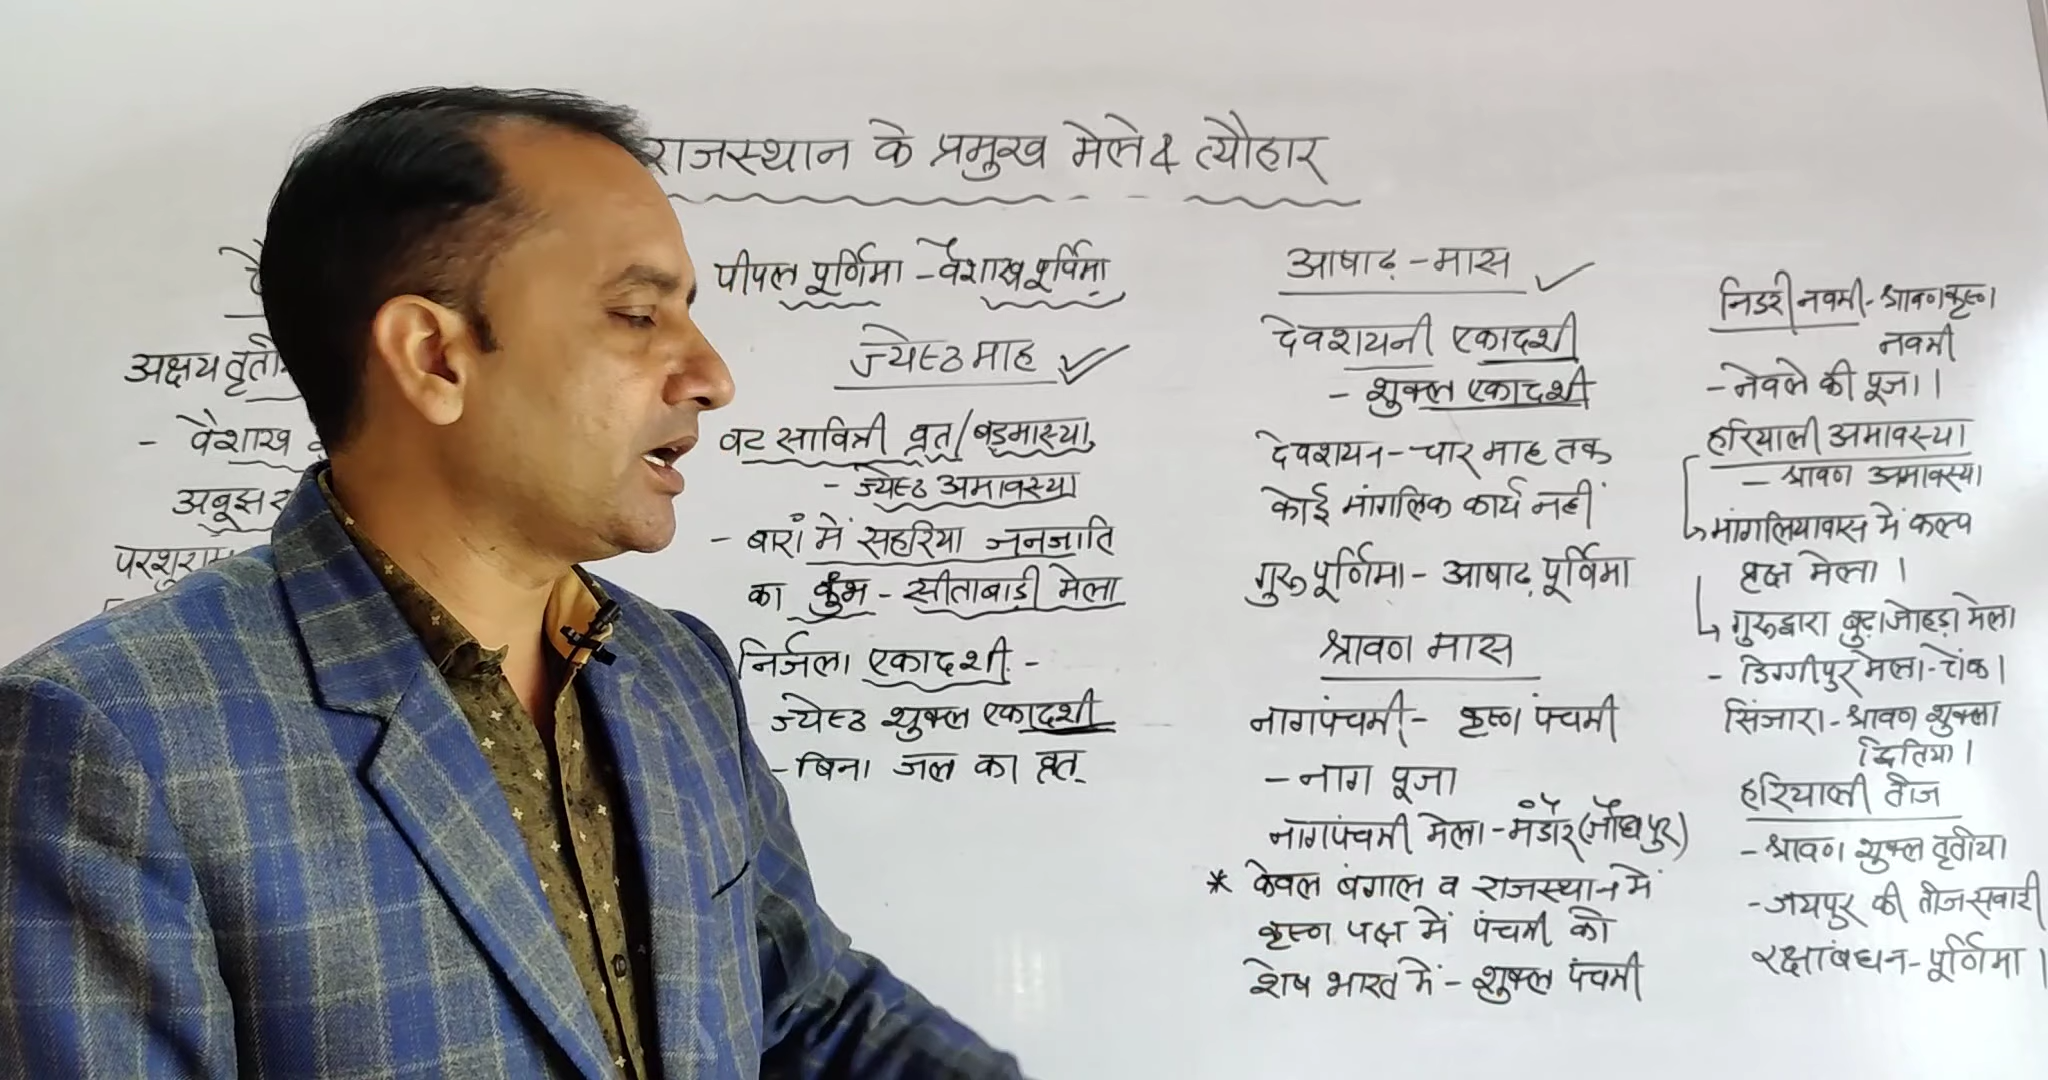 राजस्थान के प्रमुख मेले & त्यौहार
अक्षय
- वैशाख
अबूझ
परशुराम
पीपल पूर्णिमा - वैशाख पूर्णिमा
ज्येष्ठ माह
वट सावित्री व्रत/बड़मास्या
- ज्येष्ठ अमावस्या
- बारां में सहरिया जनजाति
का कुंभ - सीताबाड़ी मेला
निर्जला एकादशी -
ज्येष्ठ शुक्ल एकादशी
- बिना जल का व्रत
आषाढ़ - मास
देवशयनी एकादशी
- शुक्ल एकादशी
देवशयन - चार माह तक
कोई मांगलिक कार्य नहीं
गुरु पूर्णिमा - आषाढ़ पूर्णिमा
श्रावण मास
नागपंचमी - कृष्ण पंचमी
- नाग पूजा
नागपंचमी मेला - मंडोर (जोधपुर)
* केवल बंगाल व राजस्थान में
कृष्ण पक्ष में पंचमी को
शेष भारत में - शुक्ल पंचमी
निडरी नवमी - श्रावण कृष्ण
नवमी
- नेवले की पूजा।
हरियाली अमावस्या
- श्रावण अमावस्या
मांगलियावास में कल्प
वृक्ष मेला।
गुरुद्वारा बुढ़ाजोहड़ा मेला
- डिग्गीपुर मेला - टोंक।
सिंजारा - श्रावण शुक्ला
द्वितिया।
हरियाली तीज
- श्रावण शुक्ल तृतीया
- जयपुर की तीज सवारी
रक्षाबंधन - पूर्णिमा।